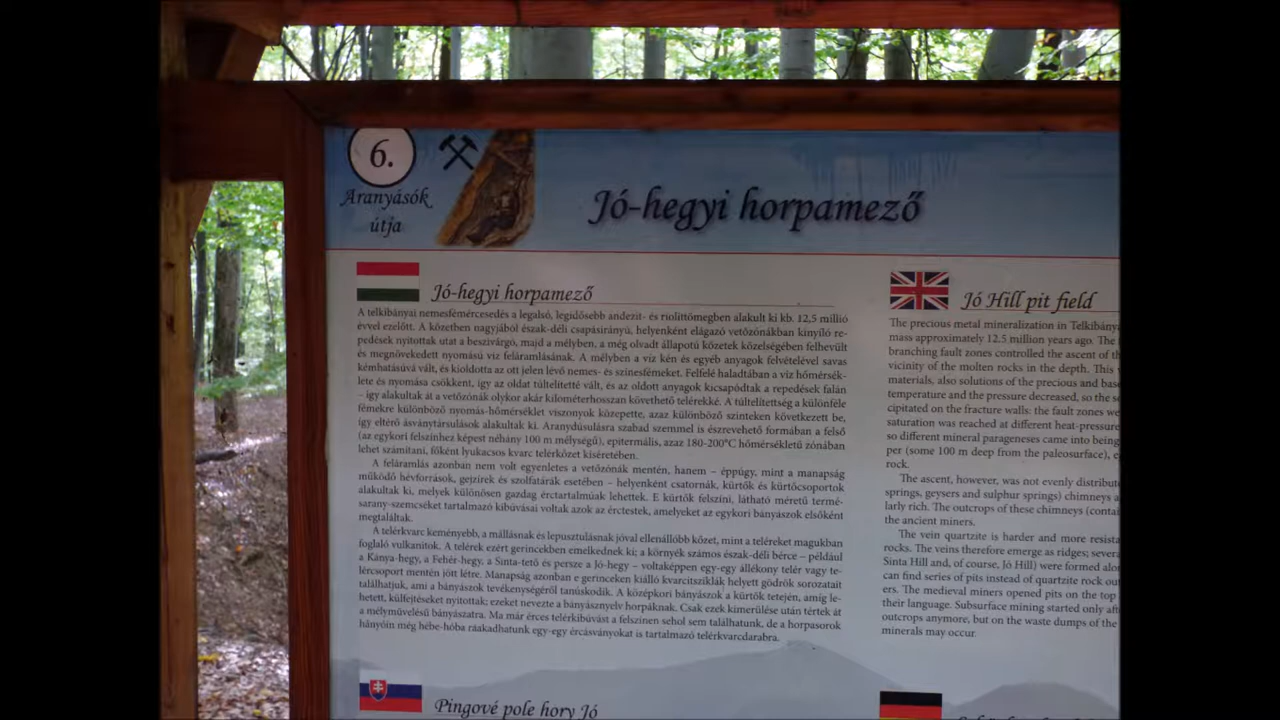 6.
Aranyásók
útja
Jó-hegyi horpamező
Jó-hegyi horpamező
A telkibányai nemesfémércesedés a legalsó, legidősebb andezit- és riolittömegben alakult ki kb. 12,5 millió
évvel ezelőtt. A kőzetben nagyjából észak-déli csapásirányú, helyenként elágazó vetőzónákban kinyíló re-
pedések nyitottak utat a beszivárgó, majd a mélyben, a még olvadt állapotú kőzetek közelségében felhevült
és megnövekedett nyomású víz feláramlásának. A mélyben a víz kén és egyéb anyagok felvételével savas
kémhatásúvá vált, és kioldotta az ott jelen lévő nemes- és színesfémeket. Felfelé haladtában a víz hőmérsék-
lete és nyomása csökkent, így az oldat túltelítetté vált, és az oldott anyagok kicsapódtak a repedések falán
– így alakultak át a vetőzónák olykor akár kilométerhosszan követhető telérekké. A túltelítettség a különféle
fémekre különböző nyomás-hőmérséklet viszonyok közepette, azaz különböző szinteken következett be,
így eltérő ásványtársulások alakultak ki. Aranydúsulásra szabad szemmel is észrevehető formában a felső
(az egykori felszínhez képest néhány 100 m mélységű), epitermális, azaz 180-200°C hőmérsékletű zónában
lehet számítani, főként lyukacsos kvarc telérkőzet kíséretében.
A feláramlás azonban nem volt egyenletes a vetőzónák mentén, hanem – éppúgy, mint a manapság
működő hévforrások, gejzírek és szolfatárák esetében – helyenként csatornák, kürtők és kürtőcsoportok
alakultak ki, melyek különösen gazdag érctartalmúak lehettek. E kürtők felszíni, látható méretű termé-
sarany-szemcséket tartalmazó kibúvásai voltak azok az érctestek, amelyeket az egykori bányászok elsőként
megtaláltak.
A telérkvarc keményebb, a mállásnak és lepusztulásnak jóval ellenállóbb kőzet, mint a teléreket magukban
foglaló vulkanitok. A telérek ezért gerincekben emelkednek ki; a környék számos észak-déli bérce – például
a Kánya-hegy, a Fehér-hegy, a Sinta-tető és persze a Jó-hegy – voltaképpen egy-egy állékony telér vagy te-
lércsoport mentén jött létre. Manapság azonban e gerinceken kiálló kvarcitsziklák helyett gödrök sorozatait
találhatjuk, ami a bányászok tevékenységéről tanúskodik. A középkori bányászok a kürtők tetején, amíg le-
hetett, külfejtéseket nyitottak; ezeket nevezte a bányásznyelv horpáknak. Csak ezek kimerülése után tértek át
a mélyművelésű bányászatra. Ma már érces telérkibúvást a felszínen sehol sem találhatunk, de a horpasorok
hányóin még hébe-hóba ráakadhatunk egy-egy ércásványokat is tartalmazó telérkvarcdarabra.
Jó Hill pit field
The precious metal mineralization in Telkibánya
mass approximately 12.5 million years ago. The
branching fault zones controlled the ascent of th
vicinity of the molten rocks in the depth. This
materials, also solutions of the precious and base
temperature and the pressure decreased, so the s
cipitated on the fracture walls: the fault zones we
saturation was reached at different heat-pressure
so different mineral parageneses came into being
per (some 100 m deep from the paleosurface), e
rock.
The ascent, however, was not evenly distribut
springs, geysers and sulphur springs) chimneys a
larly rich. The outcrops of these chimneys (contai
the ancient miners.
The vein quartzite is harder and more resista
rocks. The veins therefore emerge as ridges; sever
Sinta Hill and, of course, Jó Hill) were formed alon
can find series of pits instead of quartzite rock out
ers. The medieval miners opened pits on the top
their language. Subsurface mining started only aft
outcrops anymore, but on the waste dumps of the
minerals may occur.
Pingové pole hory Jó